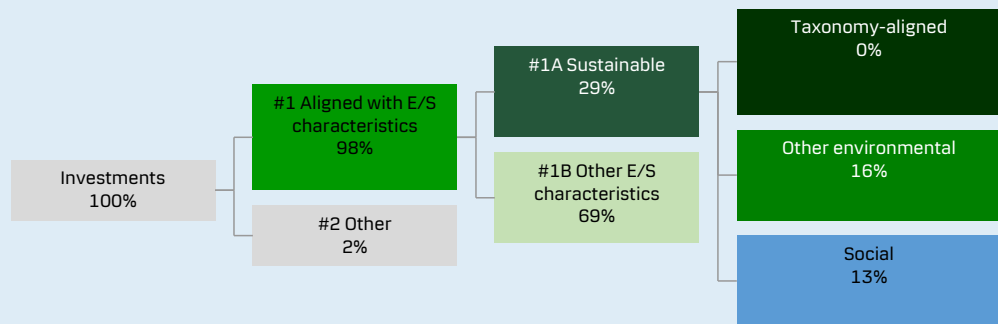 Investments
100%
#1 Aligned with E/S
characteristics
98%
#2 Other
2%
#1A Sustainable
29%
#1B Other E/S
characteristics
69%
Taxonomy-aligned
0%
Other environmental
16%
Social
13%